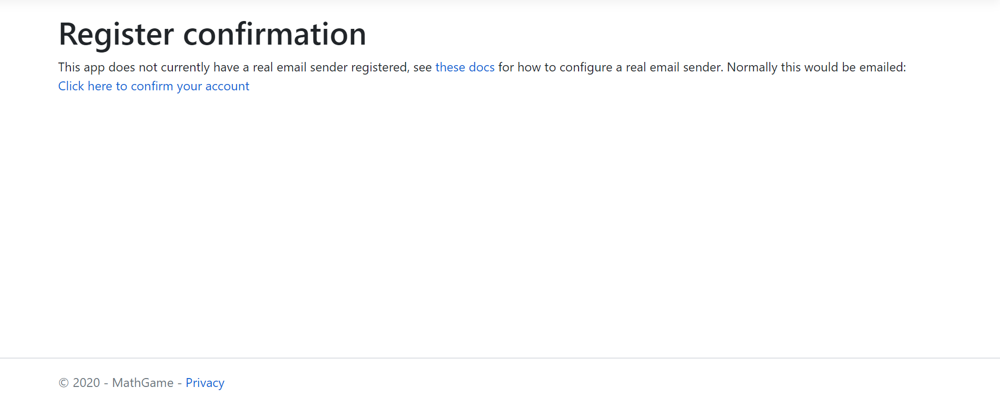 Register confirmation
This app does not currently have a real email sender registered, see these docs for how to configure a real email sender. Normally this would be emailed:
Click here to confirm your account
© 2020 - MathGame - Privacy